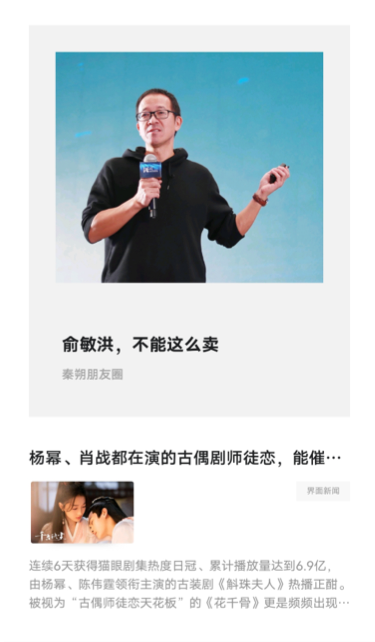 俞敏洪，不能这么卖
秦朔朋友圈
杨幂、肖战都在演的古偶剧师徒恋，能催…
界面新闻
连续6天获得猫眼剧集热度日冠、累计播放量达到6.9亿，
由杨幂、陈伟霆领衔主演的古装剧《斛珠夫人》热播正酣。
被视为“古偶师徒恋天花板”的《花千骨》更是频频出现…